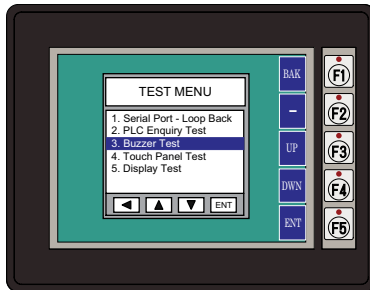 TEST MENU
1. Serial Port - Loop Back
2. PLC Enquiry Test
3. Buzzer Test
4. Touch Panel Test
5. Display Test
ENT
BAK
–
UP
DWN
ENT
F1
F2
F3
F4
F5